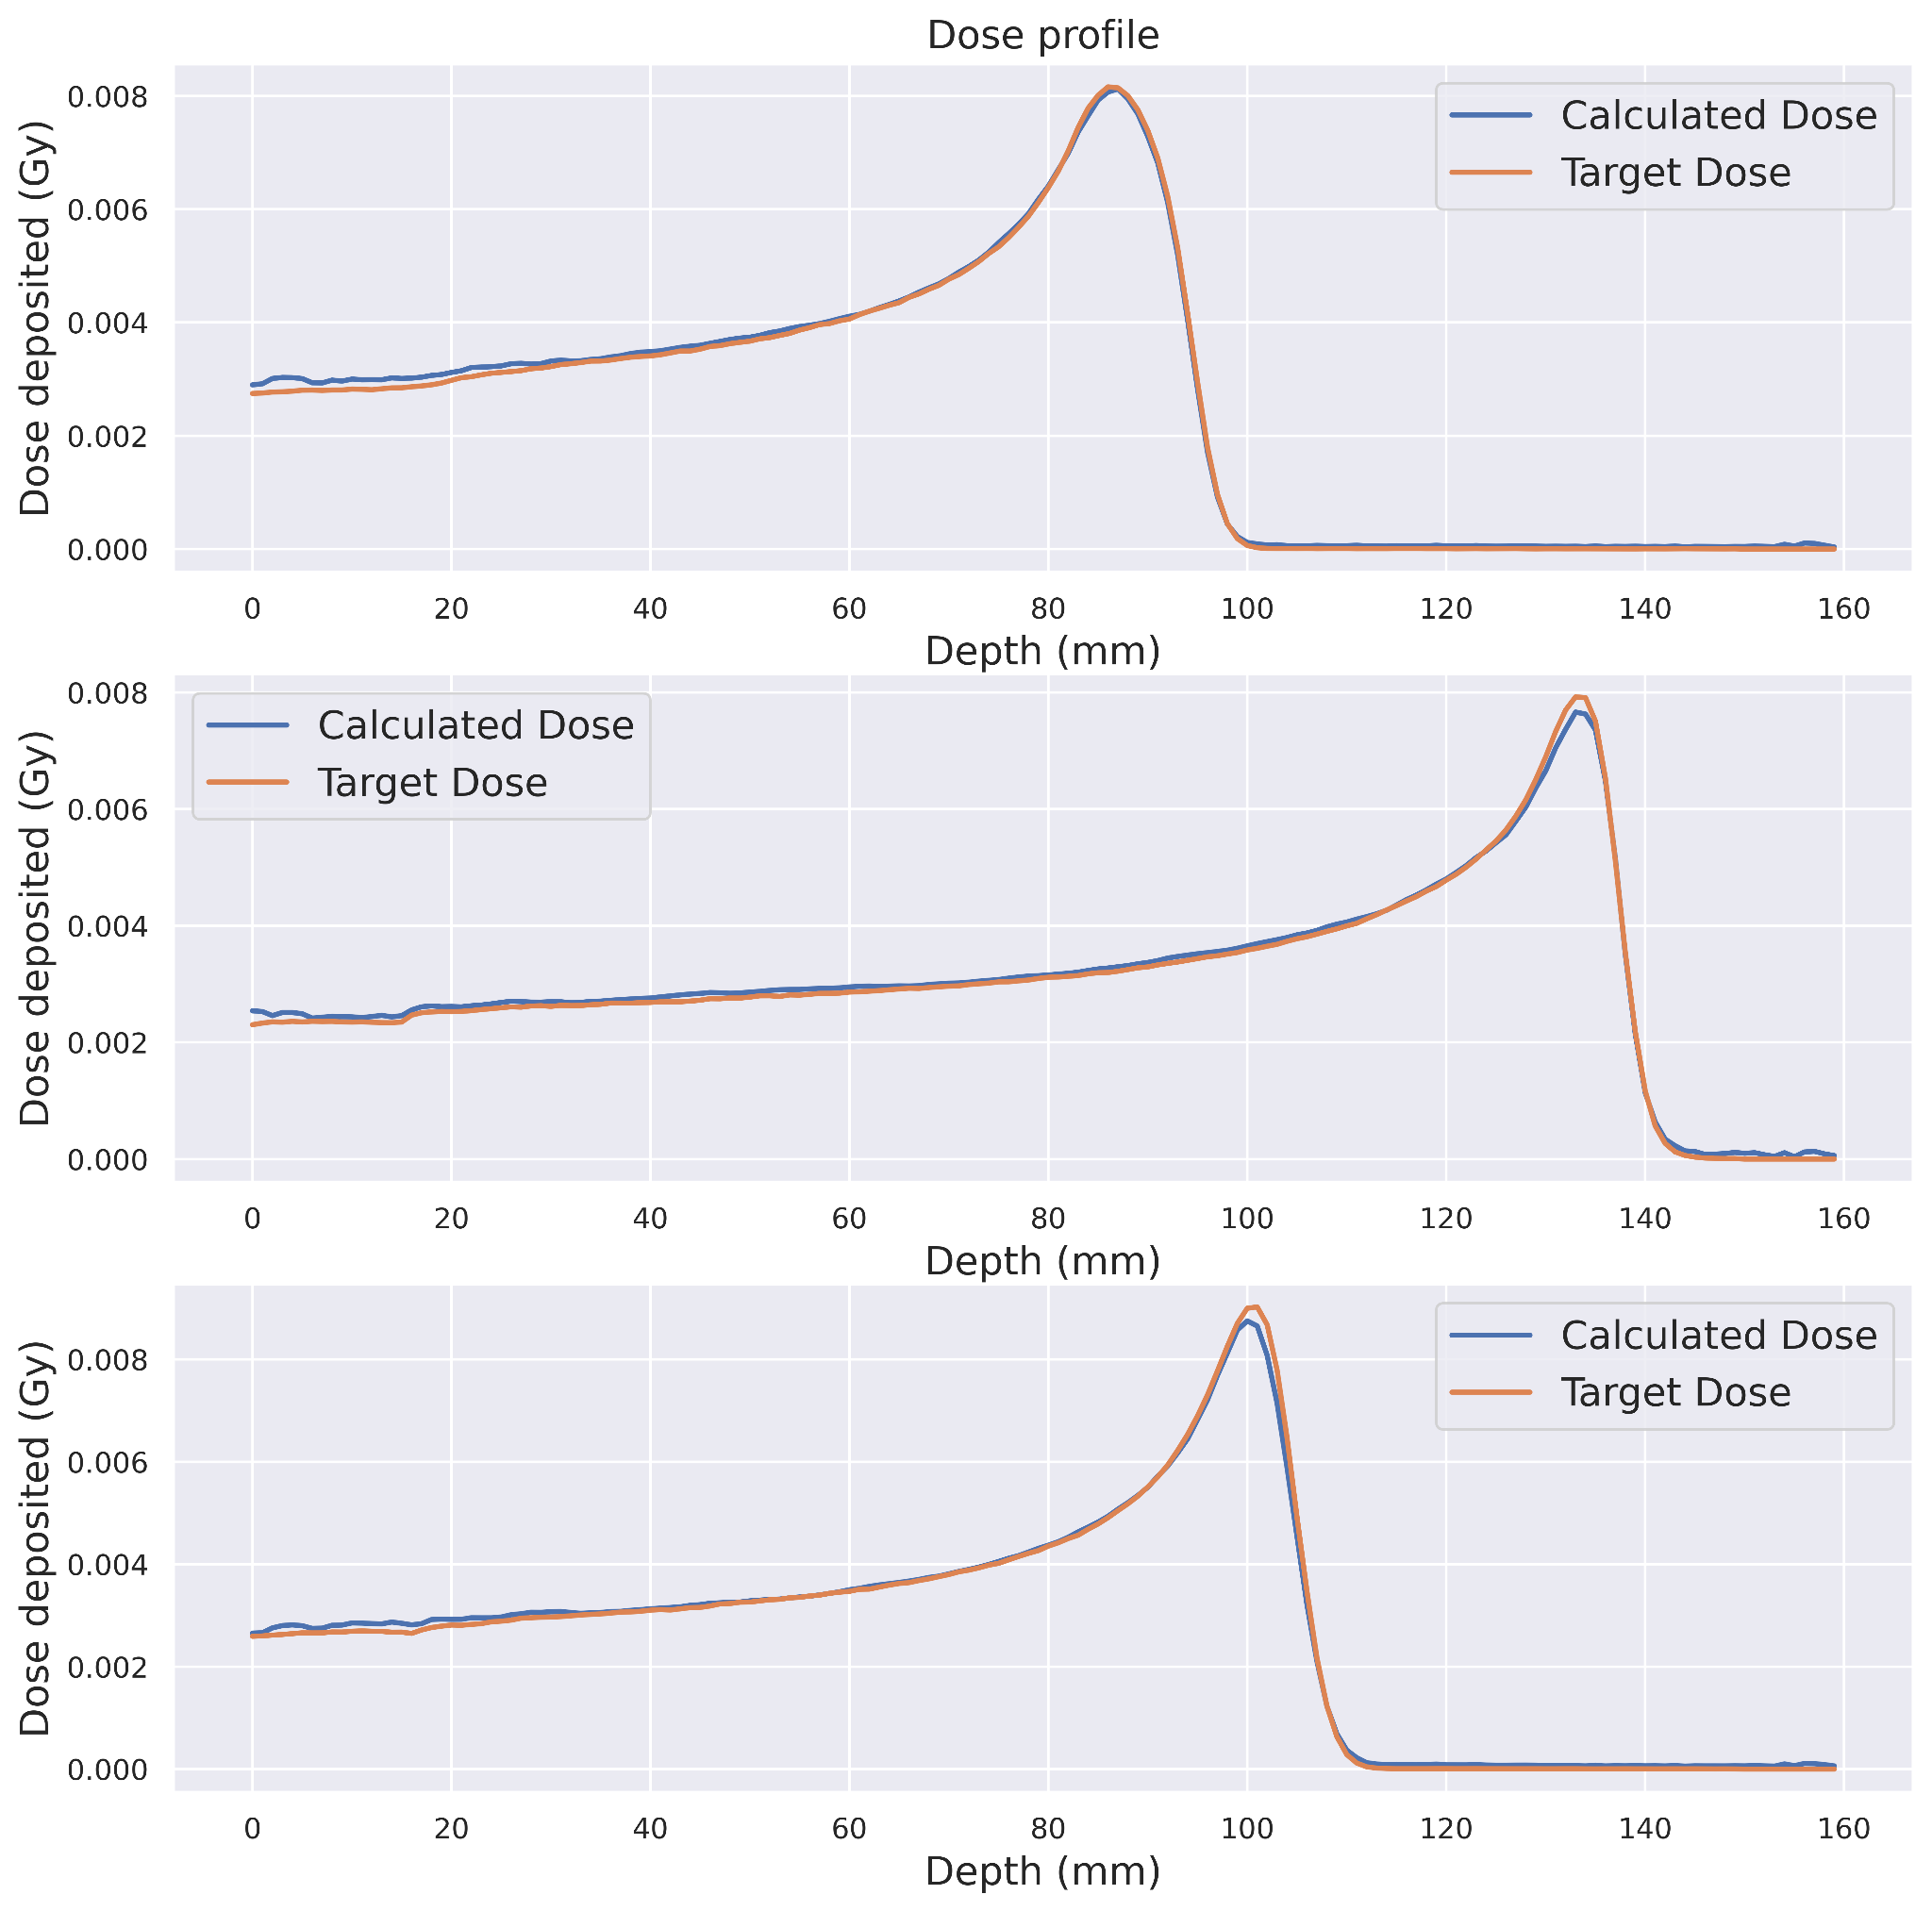 Dose profile
Dose deposited (Gy)
0.008
0.006
0.004
0.002
0.000
Calculated Dose
Target Dose
0 20 40 60 80 100 120 140 160
Depth (mm)
Dose deposited (Gy)
0.008
0.006
0.004
0.002
0.000
Calculated Dose
Target Dose
0 20 40 60 80 100 120 140 160
Depth (mm)
Dose deposited (Gy)
0.008
0.006
0.004
0.002
0.000
Calculated Dose
Target Dose
0 20 40 60 80 100 120 140 160
Depth (mm)